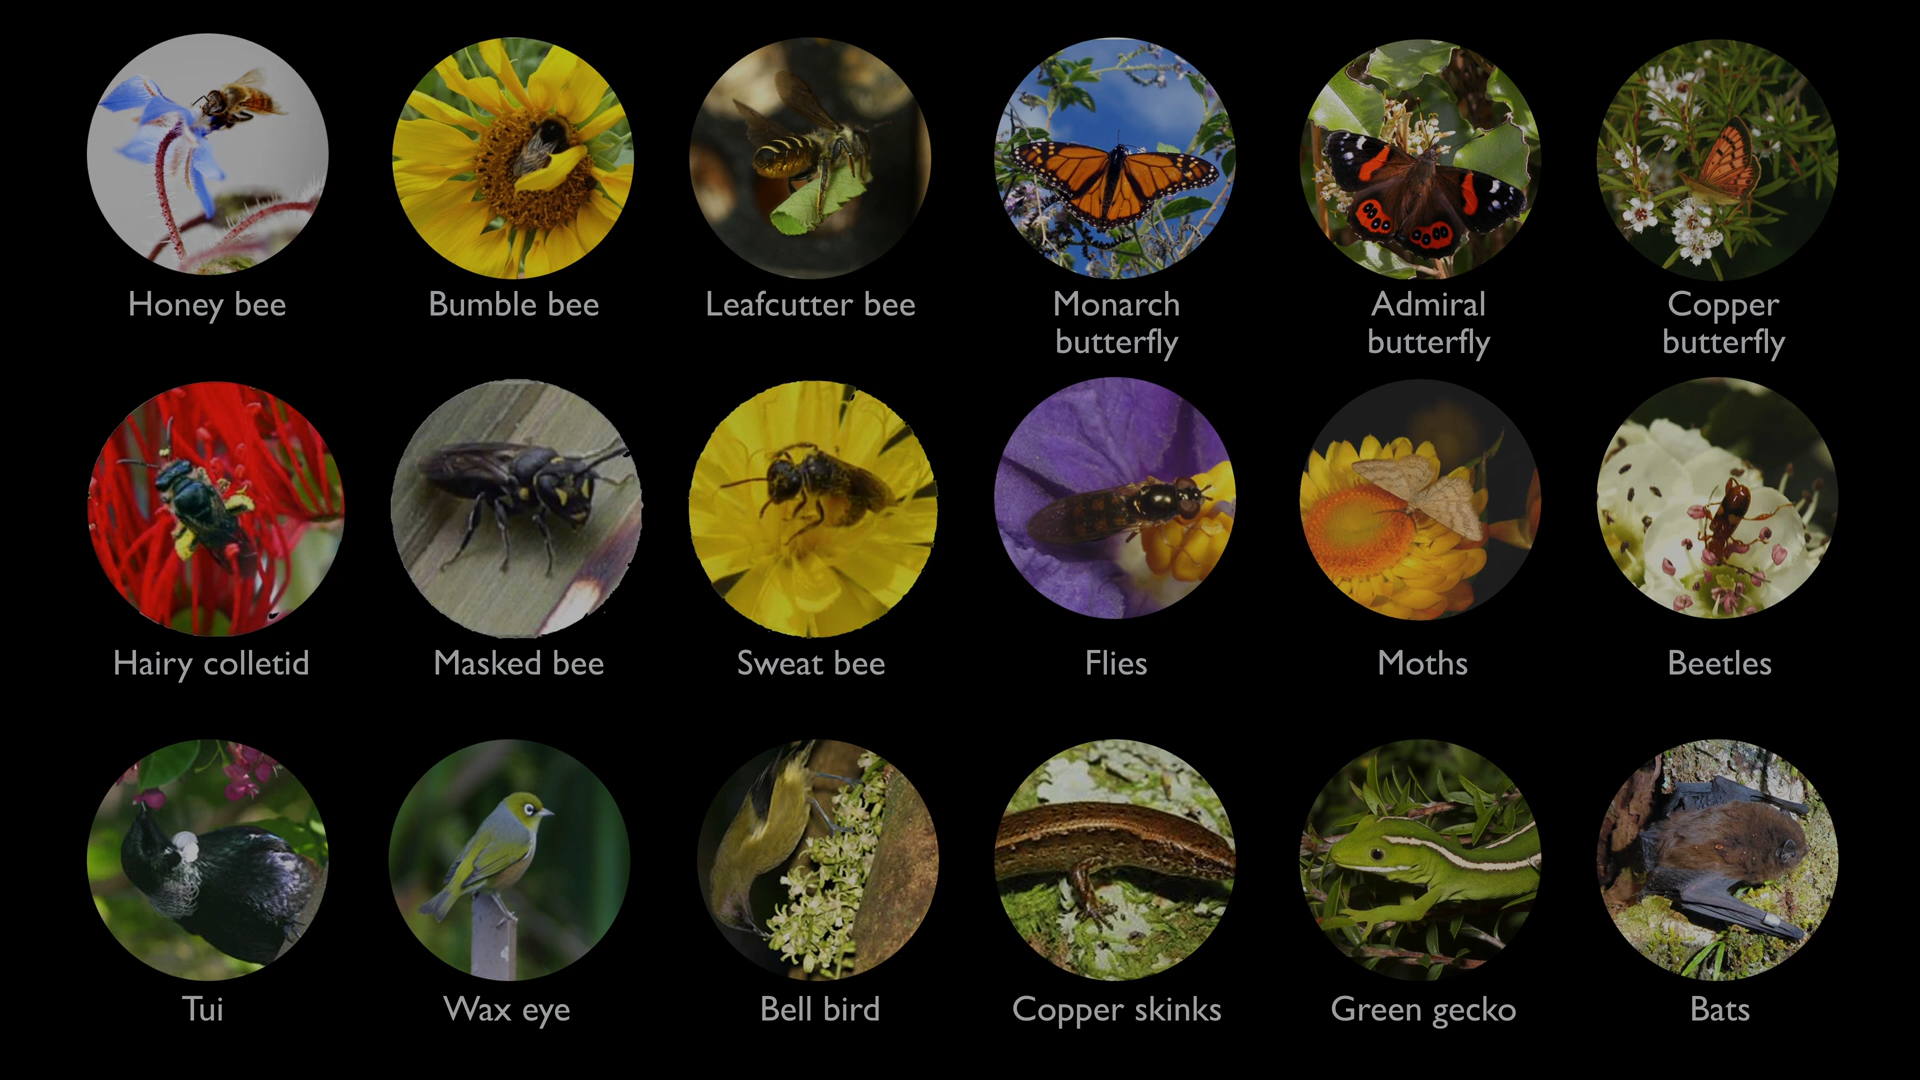 Honey bee
Bumble bee
Leafcutter bee
Monarch
butterfly
Admiral
butterfly
Copper
butterfly
Hairy colletid
Masked bee
Sweat bee
Flies
Moths
Beetles
Tui
Wax eye
Bell bird
Copper skinks
Green gecko
Bats